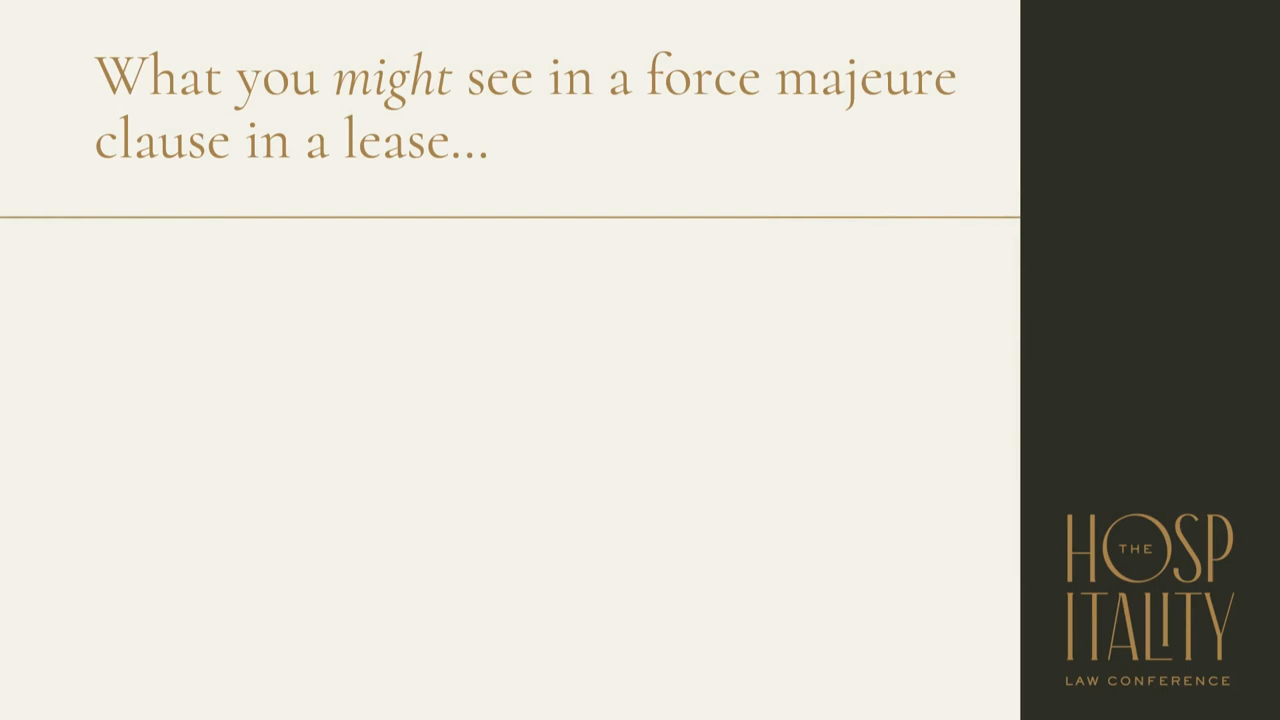 What you might see in a force majeure
clause in a lease...
THE
HOSP
ITALITY
LAW CONFERENCE